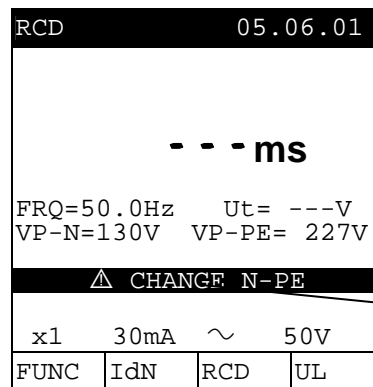 RCD 05.06.01
---ms
FRQ=50.0Hz Ut= ---V
VP-N=130V VP-PE= 227V
⚠ CHANGE N-PE
x1 30mA ~ 50V
FUNC IdN RCD UL